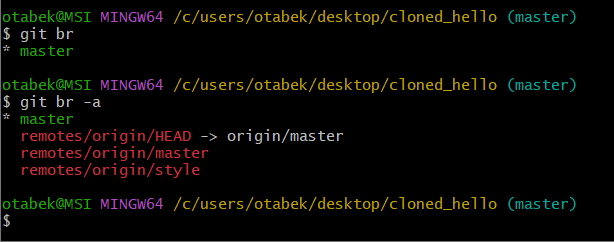 otabek@MSI MINGW64 /c/users/otabek/desktop/cloned_hello (master)
$ git br
* master
otabek@MSI MINGW64 /c/users/otabek/desktop/cloned_hello (master)
$ git br -a
* master
  remotes/origin/HEAD -> origin/master
  remotes/origin/master
  remotes/origin/style
otabek@MSI MINGW64 /c/users/otabek/desktop/cloned_hello (master)
$